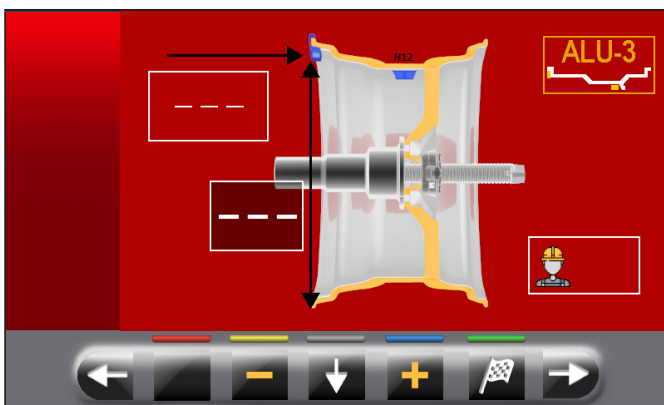 H12
ALU-3
— — —
— — —